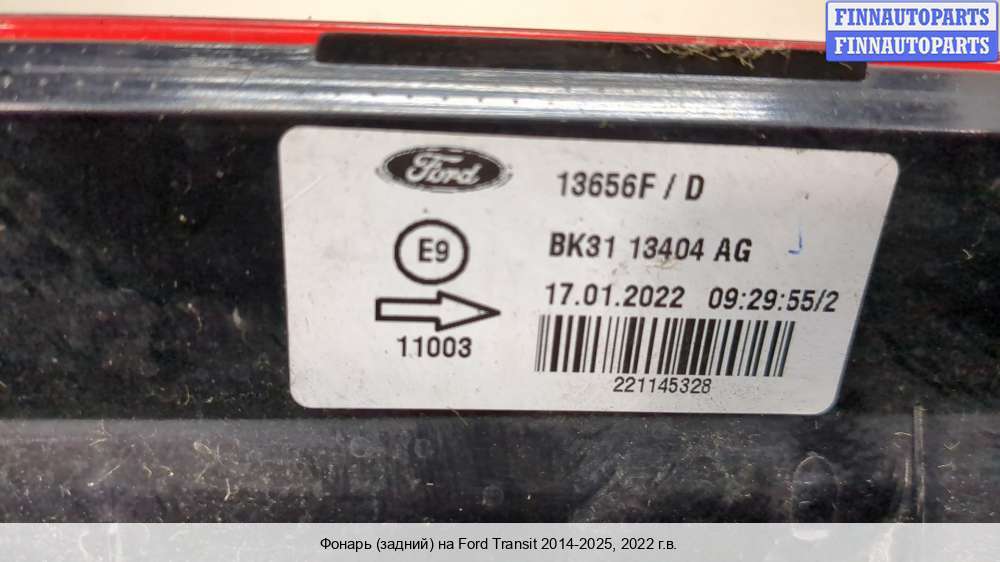 FINNAUTOPARTS
FINNAUTOPARTS
Ford
13656F / D
E9
BK31 13404 AG
17.01.2022 09:29:55/2
11003
221145328
Фонарь (задний) на Ford Transit 2014-2025, 2022 г.в.